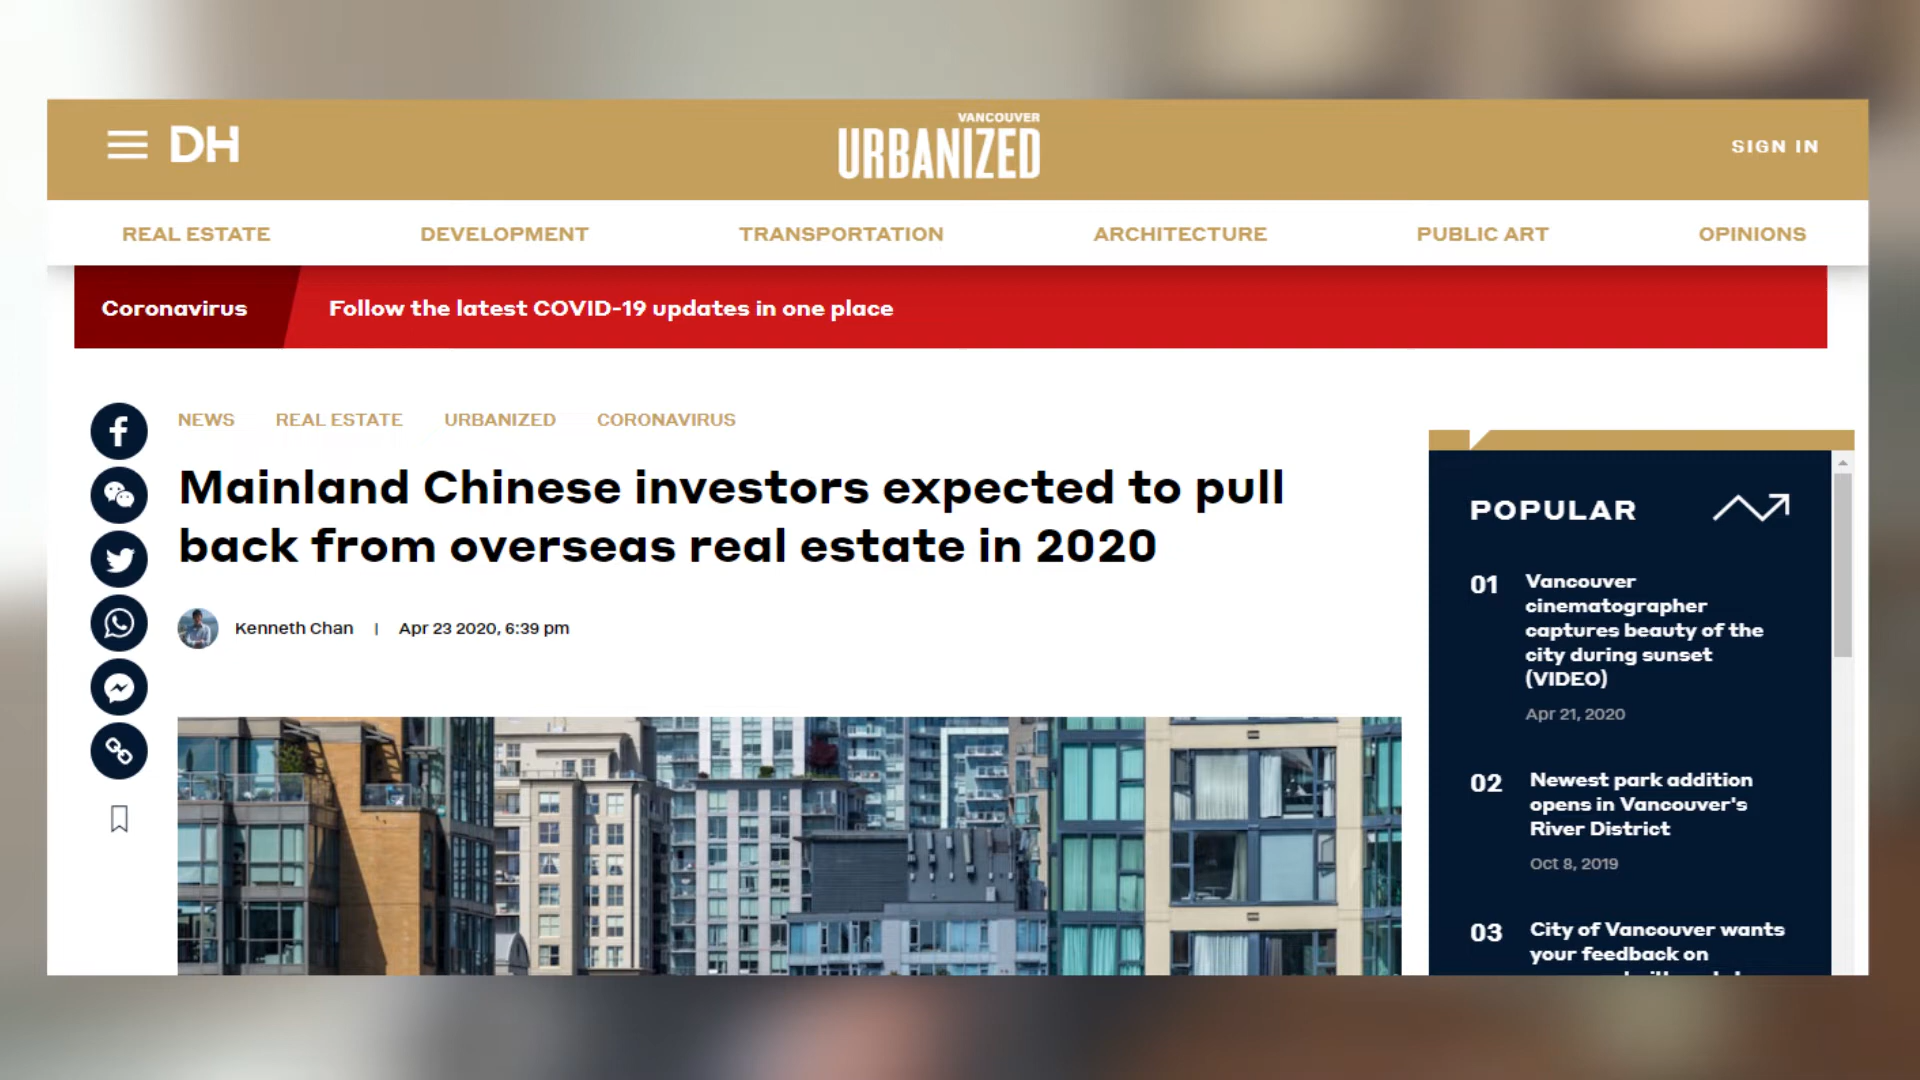 DH
VANCOUVER
URBANIZED
SIGN IN
REAL ESTATE
DEVELOPMENT
TRANSPORTATION
ARCHITECTURE
PUBLIC ART
OPINIONS
Coronavirus
Follow the latest COVID-19 updates in one place
NEWS
REAL ESTATE
URBANIZED
CORONAVIRUS
Mainland Chinese investors expected to pull
back from overseas real estate in 2020
Kenneth Chan | Apr 23 2020, 6:39 pm
POPULAR
01 Vancouver
cinematographer
captures beauty of the
city during sunset
(VIDEO)
Apr 21, 2020
02 Newest park addition
opens in Vancouver's
River District
Oct 8, 2019
03 City of Vancouver wants
your feedback on